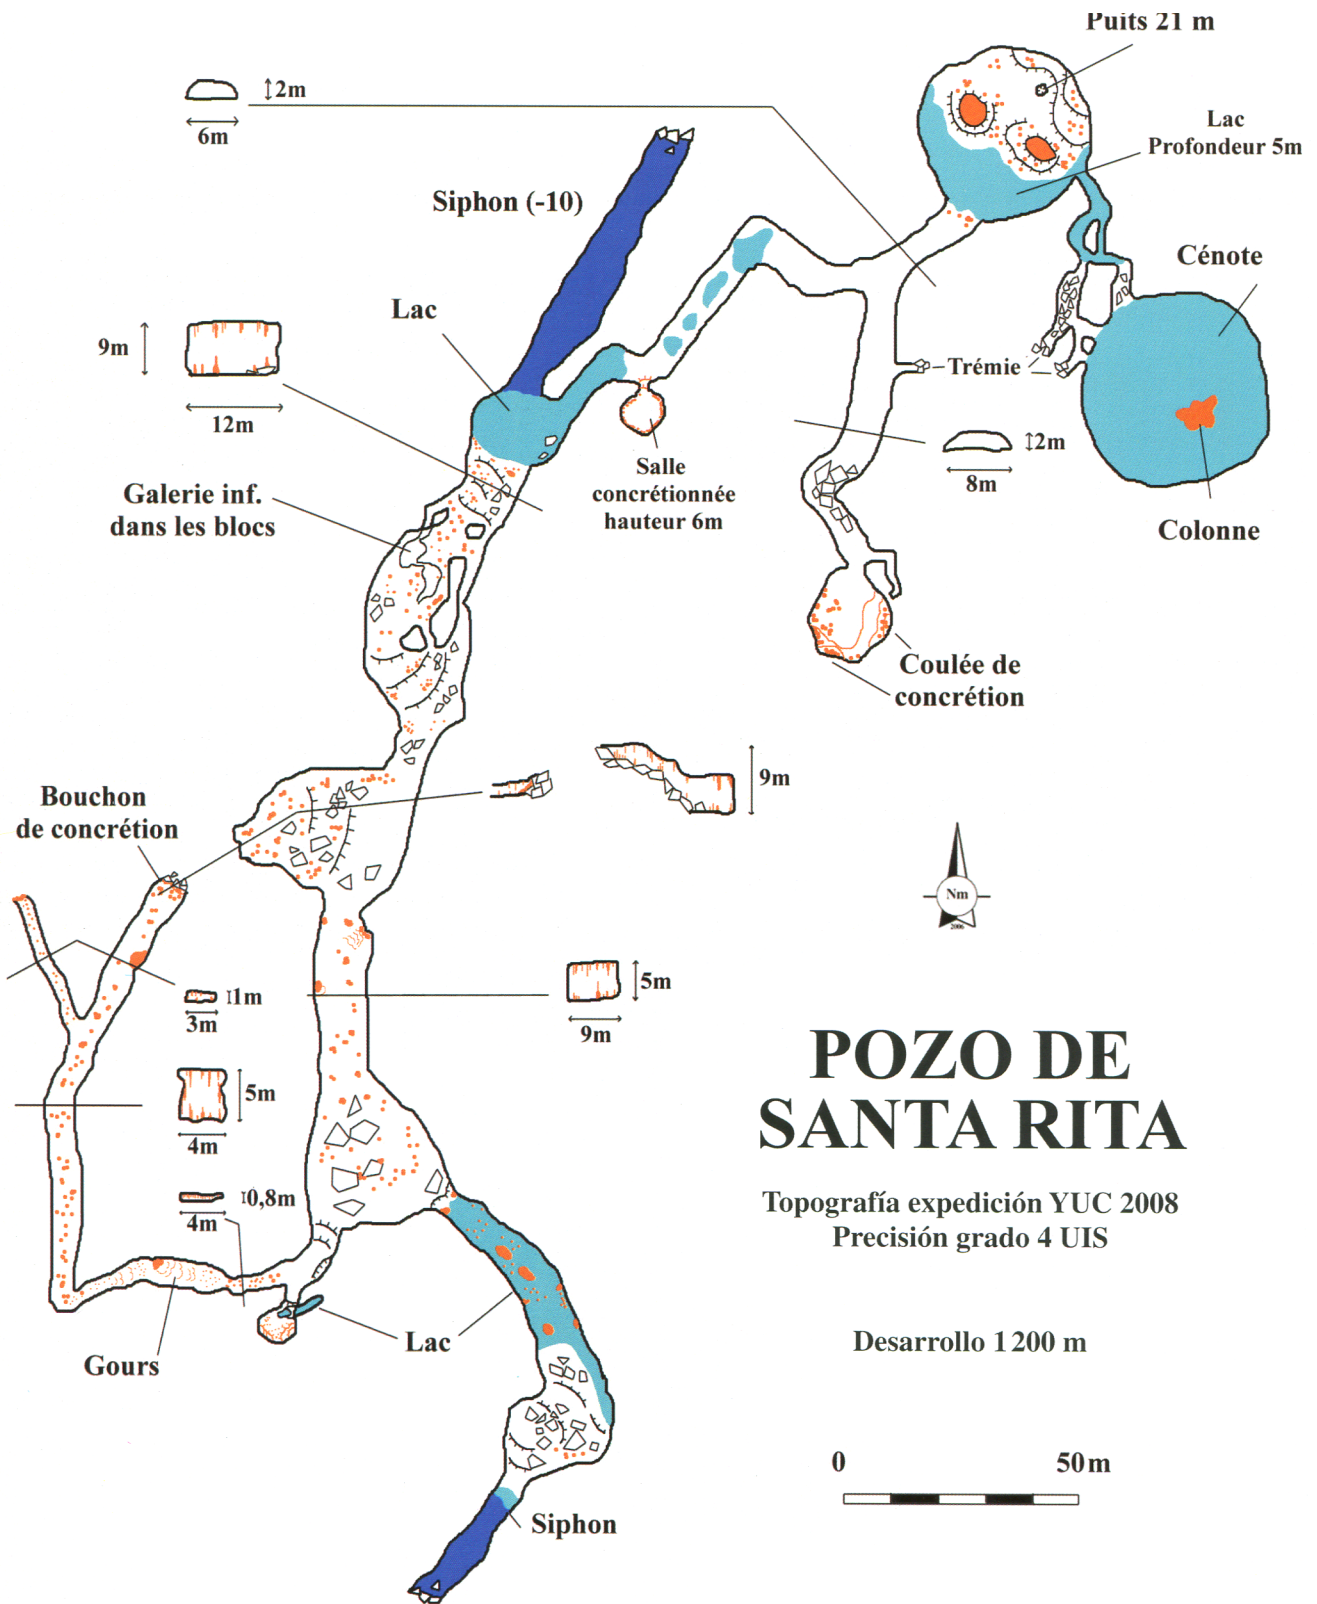 Puits 21 m
2m
6m
Lac
Profondeur 5m
Siphon (-10)
Cénote
Lac
9m
12m
Trémie
2m
8m
Salle
concrétionnée
hauteur 6m
Galerie inf.
dans les blocs
Colonne
Coulée de
concrétion
9m
Bouchon
de concrétion
Nm
2006
1m
3m
5m
9m
5m
4m
0,8m
4m
POZO DE
SANTA RITA
Topografía expedición YUC 2008
Precisión grado 4 UIS
Lac
Desarrollo 1200 m
Gours
0 50m
Siphon